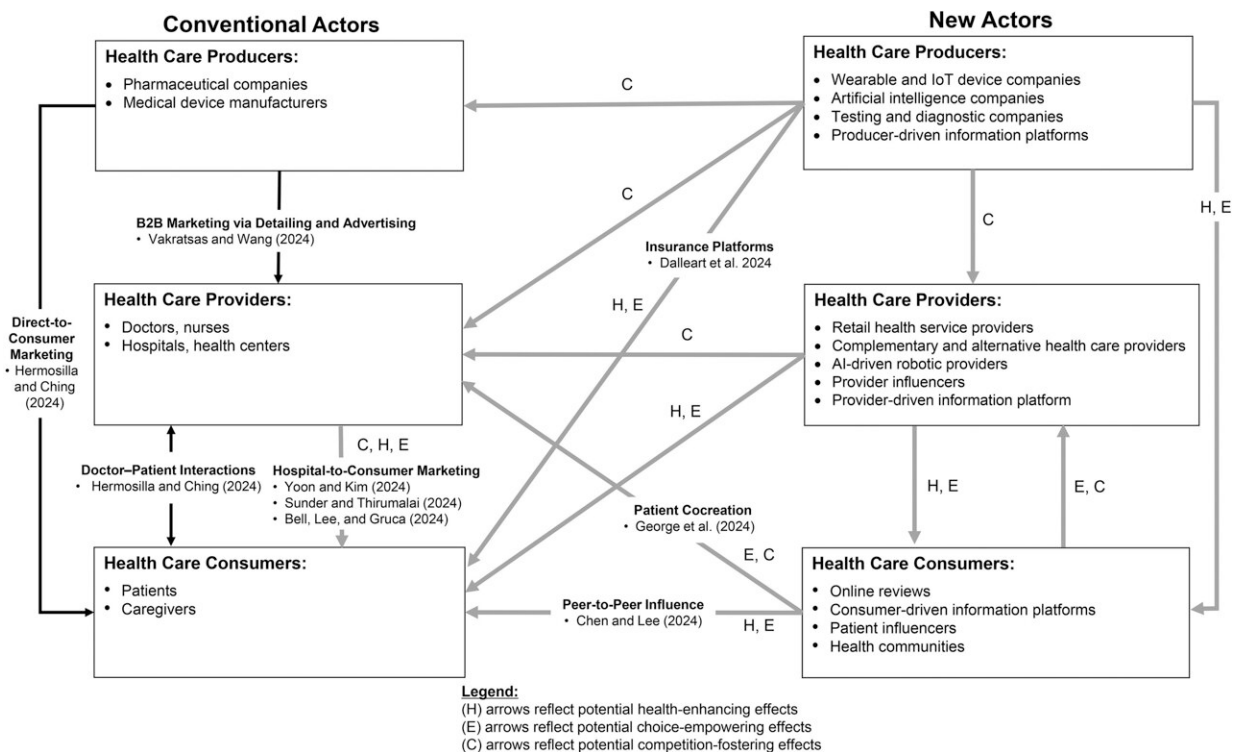 Conventional Actors
New Actors
Health Care Producers:
• Pharmaceutical companies
• Medical device manufacturers
Health Care Producers:
• Wearable and IoT device companies
• Artificial intelligence companies
• Testing and diagnostic companies
• Producer-driven information platforms
C
C
C
H, E
B2B Marketing via Detailing and Advertising
• Vakratsas and Wang (2024)
Insurance Platforms
• Dalleart et al. 2024
H, E
Health Care Providers:
• Doctors, nurses
• Hospitals, health centers
Health Care Providers:
• Retail health service providers
• Complementary and alternative health care providers
• AI-driven robotic providers
• Provider influencers
• Provider-driven information platform
Direct-to-
Consumer
Marketing
• Hermosilla
and Ching
(2024)
C
H, E
C, H, E
Doctor–Patient Interactions
• Hermosilla and Ching (2024)
Hospital-to-Consumer Marketing
• Yoon and Kim (2024)
• Sunder and Thirumalai (2024)
• Bell, Lee, and Gruca (2024)
Patient Cocreation
• George et al. (2024)
H, E
E, C
E, C
Health Care Consumers:
• Patients
• Caregivers
Health Care Consumers:
• Online reviews
• Consumer-driven information platforms
• Patient influencers
• Health communities
Peer-to-Peer Influence
• Chen and Lee (2024)
H, E
Legend:
(H) arrows reflect potential health-enhancing effects
(E) arrows reflect potential choice-empowering effects
(C) arrows reflect potential competition-fostering effects